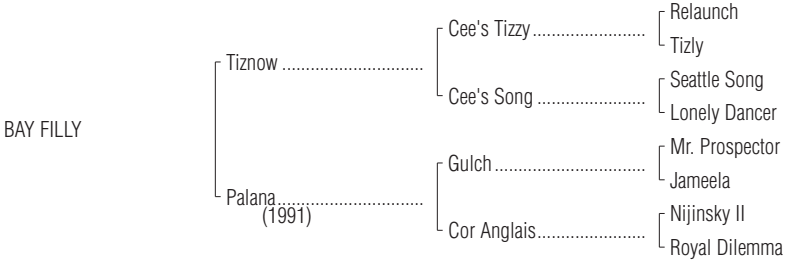 Relaunch
Cee's Tizzy........................
Tizly
Tiznow ..............................
Seattle Song
Cee's Song .......................
Lonely Dancer
BAY FILLY
Mr. Prospector
Gulch................................
Jameela
Palana...............................
(1991)
Nijinsky II
Cor Anglais.......................
Royal Dilemma